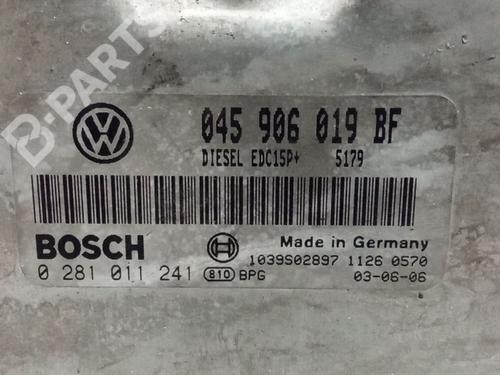 B-PARTS
045 906 019 BF
DIESEL EDC15P+ 5179
BOSCH
Made in Germany
1039S02897 1126 0570
0 281 011 241 810 BPG
03-06-06